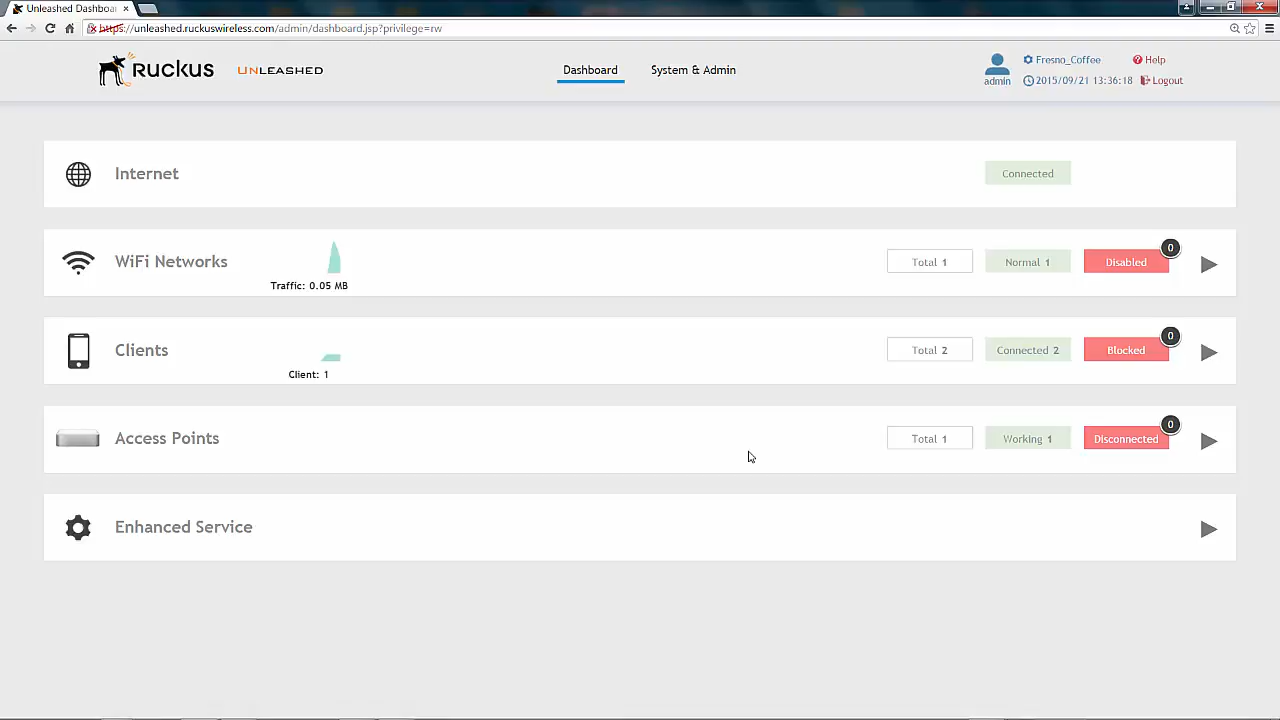 Unleashed Dashboa
https://unleashed.ruckuswireless.com/admin/dashboard.jsp?privilege=rw
Ruckus UNLEASHED
Dashboard System & Admin
admin Fresno_Coffee Help
2015/09/21 13:36:18 Logout
Internet Connected
WiFi Networks Total 1 Normal 1 Disabled 0
Traffic: 0.05 MB
Clients Total 2 Connected 2 Blocked 0
Client: 1
Access Points Total 1 Working 1 Disconnected 0
Enhanced Service